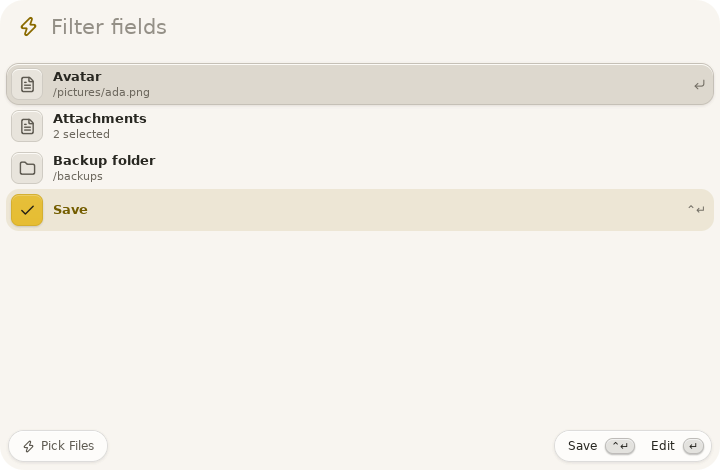 Filter fields
Avatar
/pictures/ada.png
Attachments
2 selected
Backup folder
/backups
Save ⌃↵
Pick Files
Save ⌃↵ Edit ↵